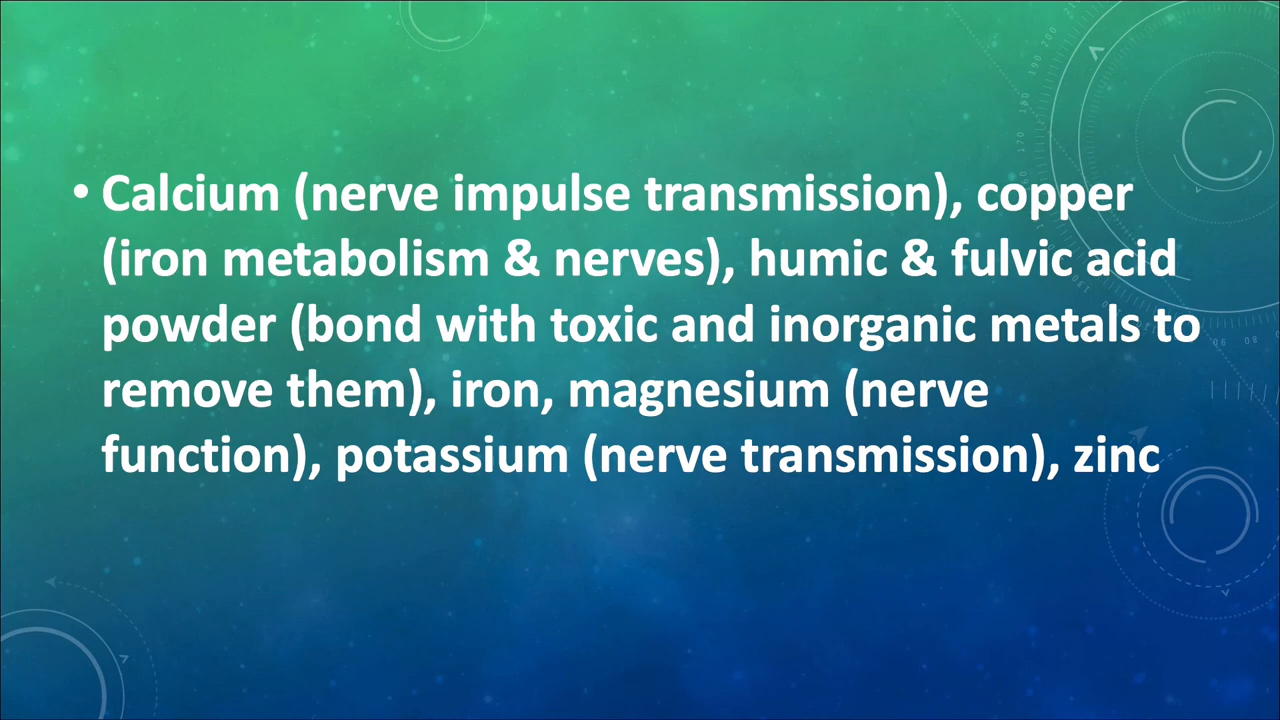 • Calcium (nerve impulse transmission), copper
(iron metabolism & nerves), humic & fulvic acid
powder (bond with toxic and inorganic metals to
remove them), iron, magnesium (nerve
function), potassium (nerve transmission), zinc